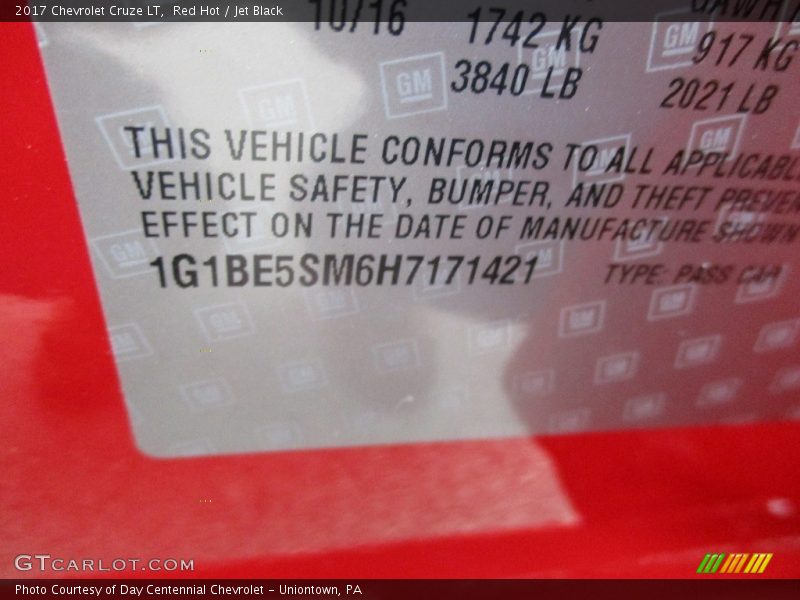 2017 Chevrolet Cruze LT, Red Hot / Jet Black
10/16 1742 KG 917 KG
3840 LB 2021 LB
THIS VEHICLE CONFORMS TO ALL APPLICABLE
VEHICLE SAFETY, BUMPER, AND THEFT
EFFECT ON THE DATE OF MANUFACTURE SHOWN
1G1BE5SM6H7171421 TYPE: PASS CAR
GM
GTCARLOT.COM
Photo Courtesy of Day Centennial Chevrolet - Uniontown, PA